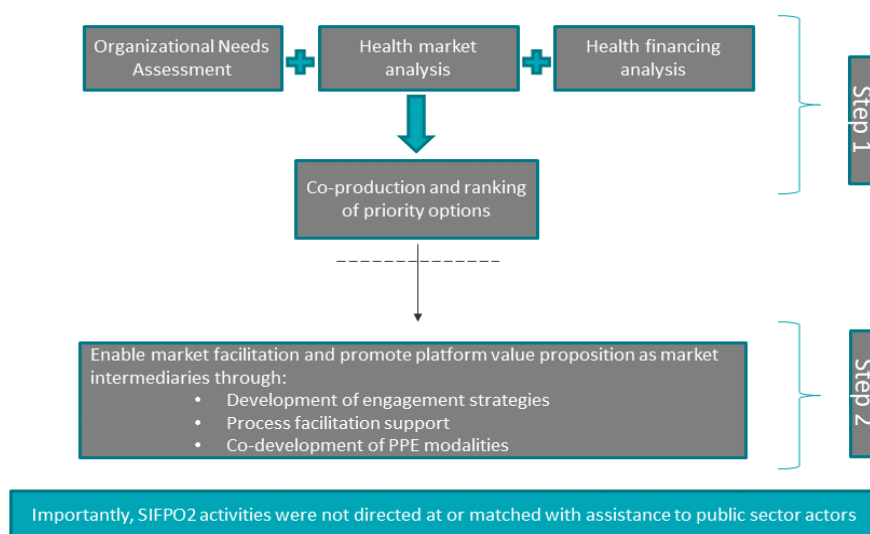 Organizational Needs
Assessment
Health market
analysis
Health financing
analysis
Step 1
Co-production and ranking
of priority options
Enable market facilitation and promote platform value proposition as market
intermediaries through:
• Development of engagement strategies
• Process facilitation support
• Co-development of PPE modalities
Step 2
Importantly, SIFPO2 activities were not directed at or matched with assistance to public sector actors